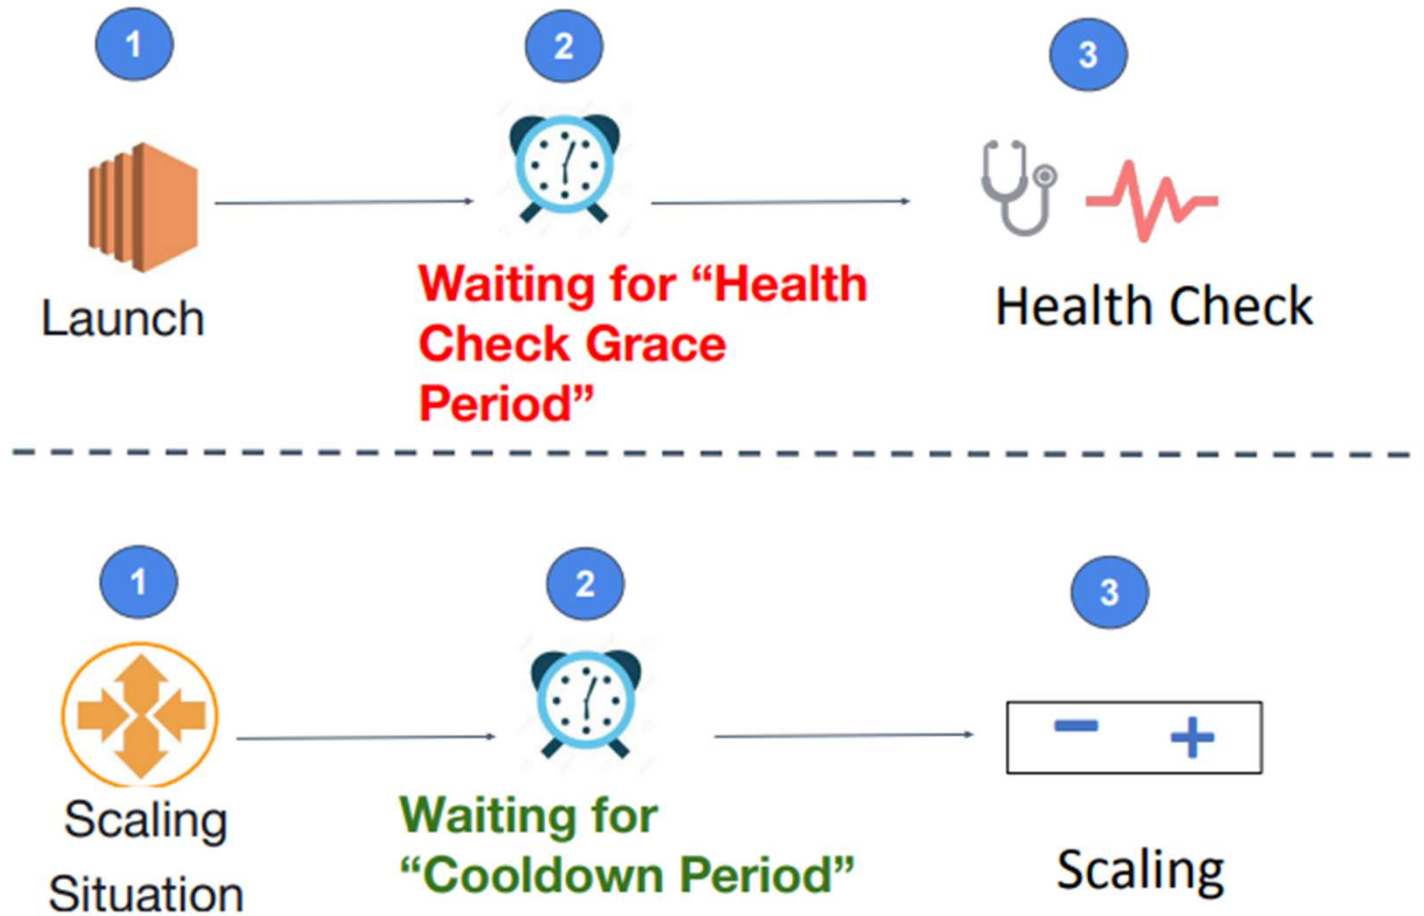 1
2
3
Launch
Waiting for “Health
Check Grace
Period”
Health Check
1
2
3
Scaling
Situation
Waiting for
“Cooldown Period”
− +
Scaling